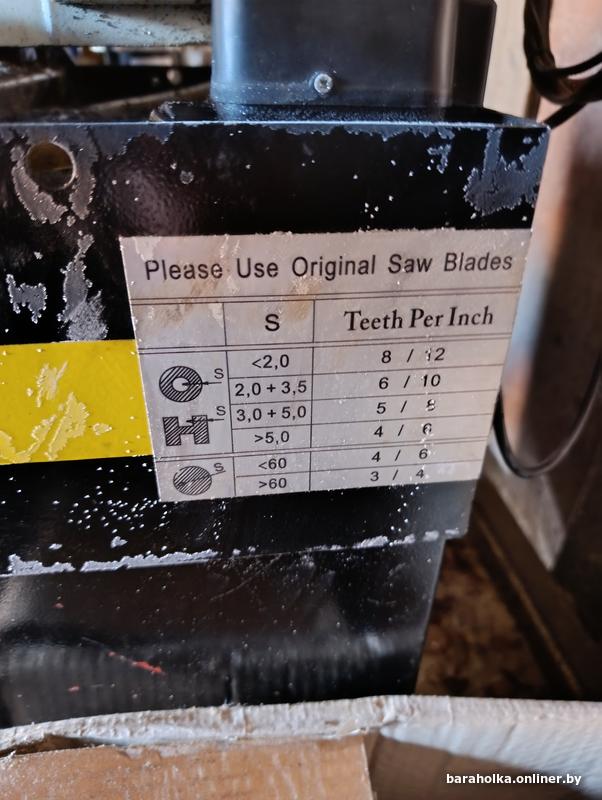 Please Use Original Saw Blades
S Teeth Per Inch
<2,0 8 / 12
S
2,0 + 3,5 6 / 10
S
3,0 + 5,0 5 / 8
>5,0 4 / 6
S
<60 4 / 6
>60 3 / 4
baraholka.onliner.by